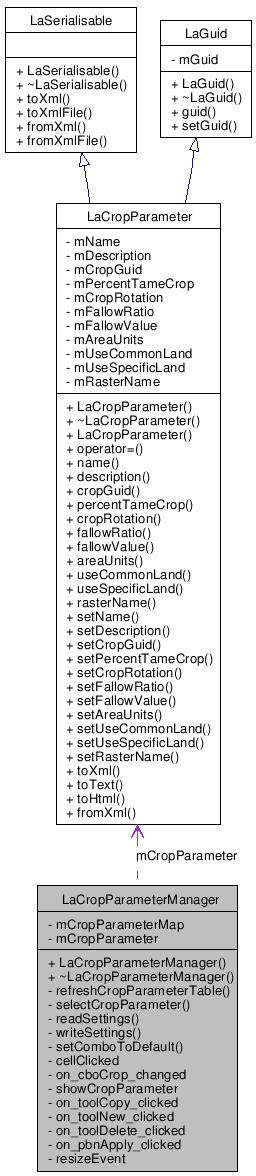 LaSerialisable
+ LaSerialisable()
+ ~LaSerialisable()
+ toXml()
+ toXmlFile()
+ fromXml()
+ fromXmlFile()
LaGuid
- mGuid
+ LaGuid()
+ ~LaGuid()
+ guid()
+ setGuid()
LaCropParameter
- mName
- mDescription
- mCropGuid
- mPercentTameCrop
- mCropRotation
- mFallowRatio
- mFallowValue
- mAreaUnits
- mUseCommonLand
- mUseSpecificLand
- mRasterName
+ LaCropParameter()
+ ~LaCropParameter()
+ LaCropParameter()
+ operator=()
+ name()
+ description()
+ cropGuid()
+ percentTameCrop()
+ cropRotation()
+ fallowRatio()
+ fallowValue()
+ areaUnits()
+ useCommonLand()
+ useSpecificLand()
+ rasterName()
+ setName()
+ setDescription()
+ setCropGuid()
+ setPercentTameCrop()
+ setCropRotation()
+ setFallowRatio()
+ setFallowValue()
+ setAreaUnits()
+ setUseCommonLand()
+ setUseSpecificLand()
+ setRasterName()
+ toXml()
+ toText()
+ toHtml()
+ fromXml()
mCropParameter
LaCropParameterManager
- mCropParameterMap
- mCropParameter
+ LaCropParameterManager()
+ ~LaCropParameterManager()
- refreshCropParameterTable()
- selectCropParameter()
- readSettings()
- writeSettings()
- setComboToDefault()
- cellClicked
- on_cboCrop_changed
- showCropParameter
- on_toolCopy_clicked
- on_toolNew_clicked
- on_toolDelete_clicked
- on_pbnApply_clicked
- resizeEvent